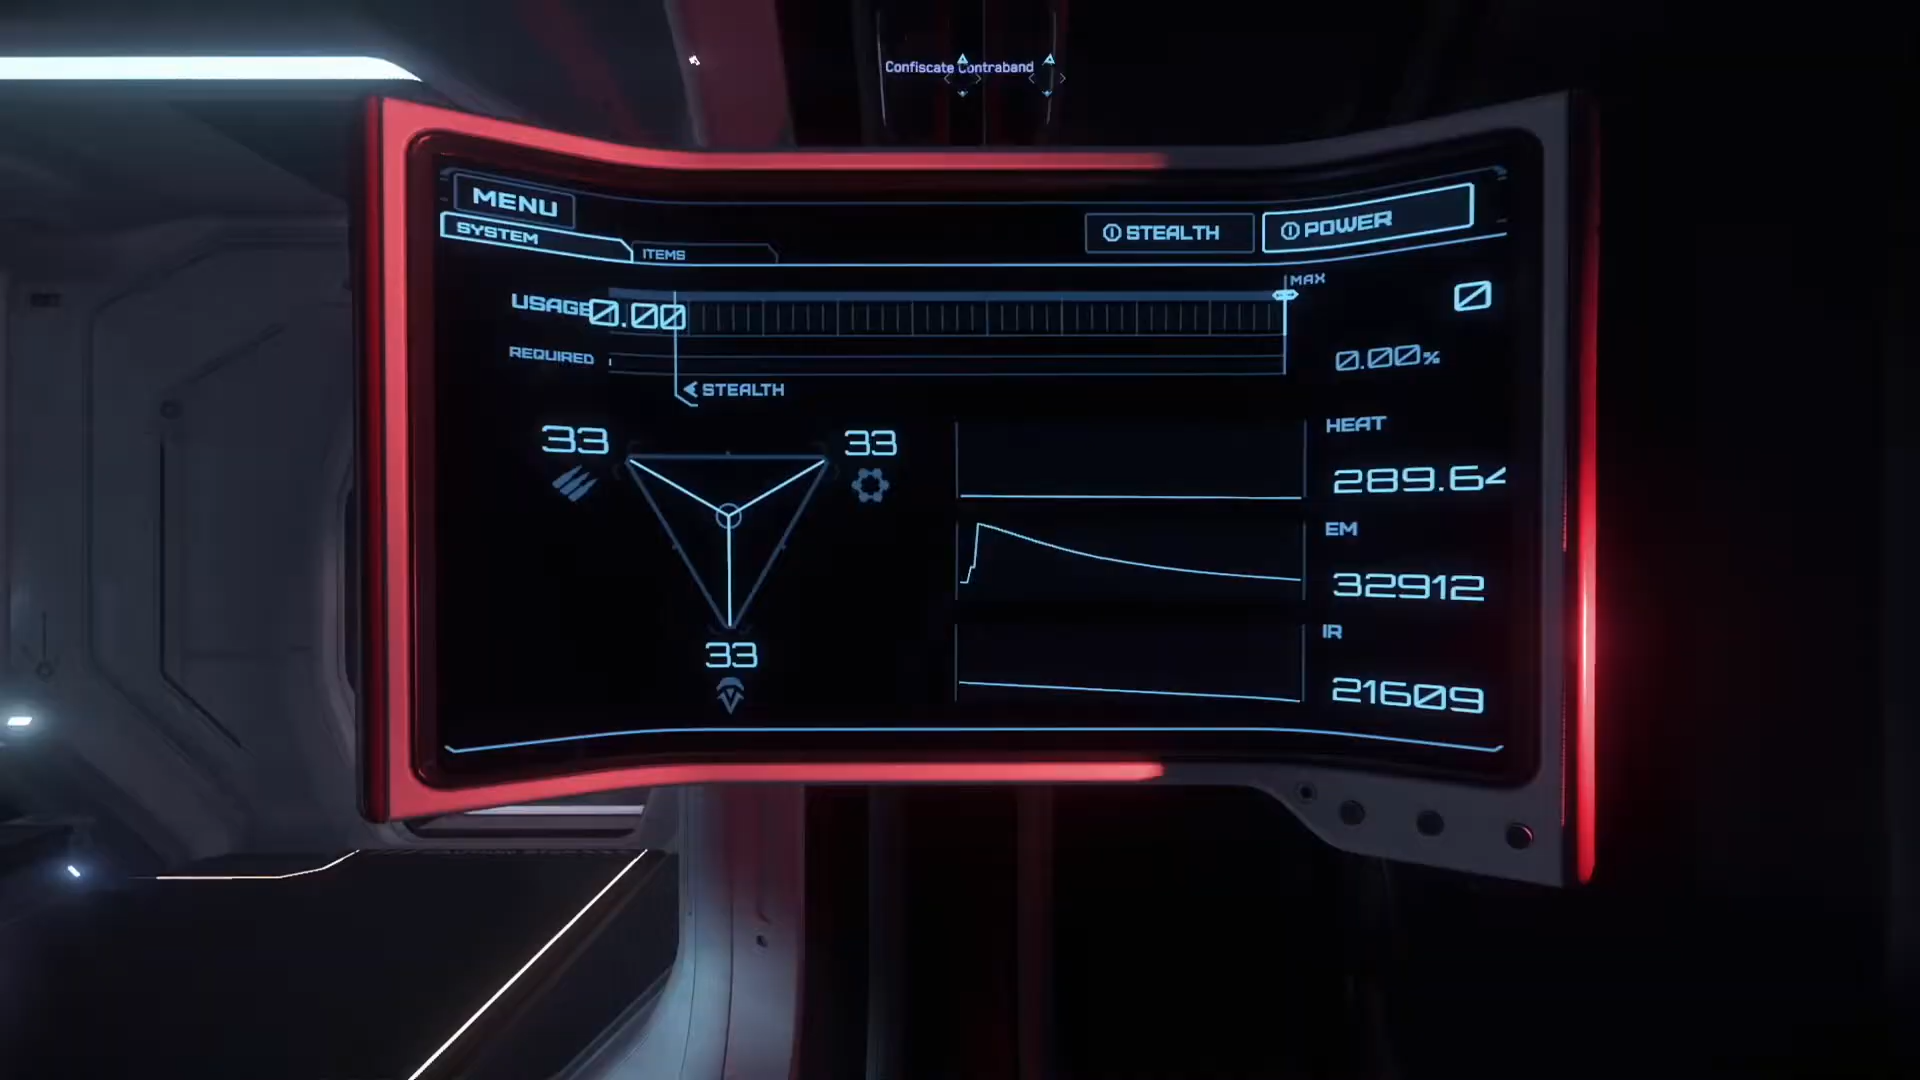 Confiscate Contraband
MENU
STEALTH
POWER
SYSTEM
ITEMS
MAX
USAGE 0.00
0
REQUIRED
0.00%
STEALTH
33
33
HEAT
289.64
EM
32912
IR
33
21609